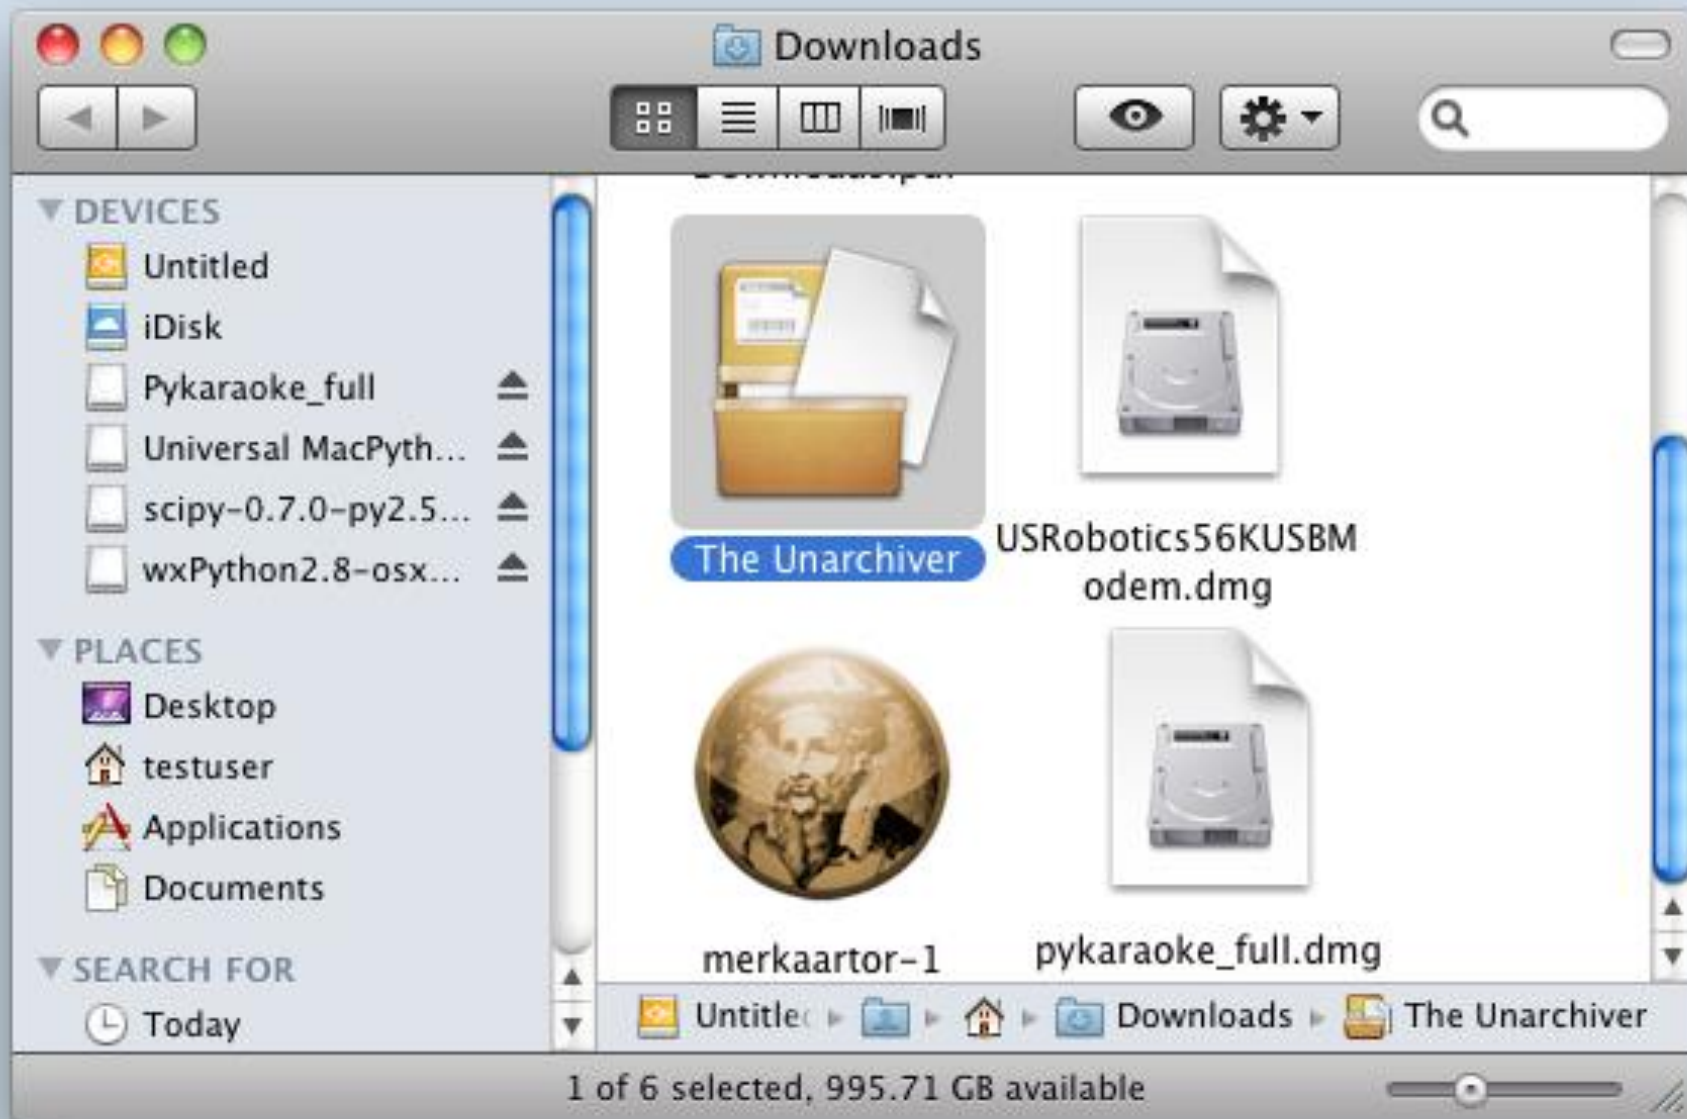 Downloads
DEVICES
Untitled
iDisk
Pykaraoke_full
Universal MacPyth...
scipy-0.7.0-py2.5...
wxPython2.8-osx...
PLACES
Desktop
testuser
Applications
Documents
SEARCH FOR
Today
The Unarchiver
USRobotics56KUSBM
odem.dmg
merkaartor-1
pykaraoke_full.dmg
Untitle
Downloads
The Unarchiver
1 of 6 selected, 995.71 GB available